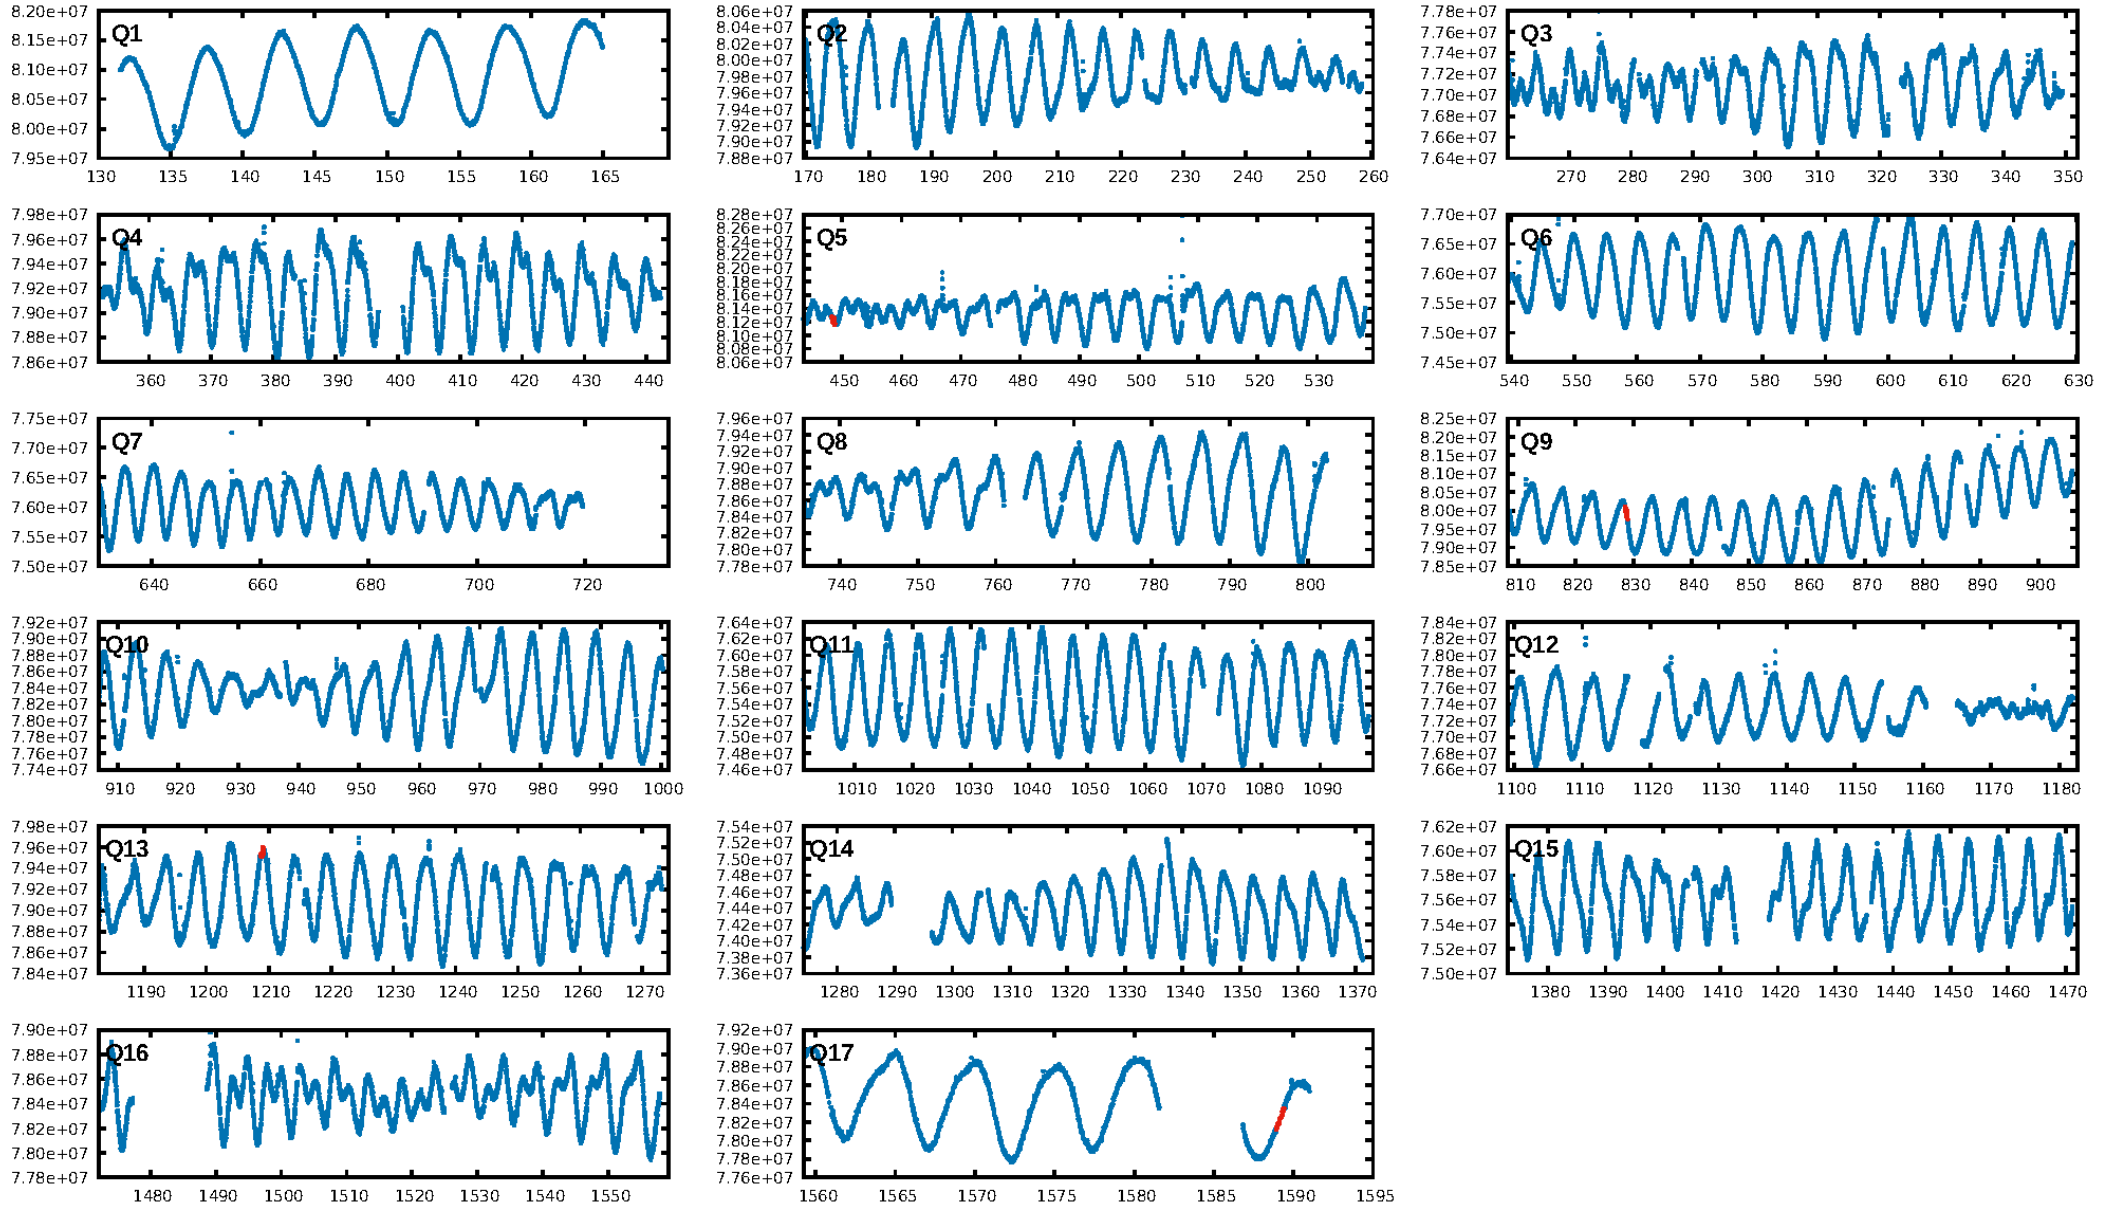 Q1
8.20e+07
8.15e+07
8.10e+07
8.05e+07
8.00e+07
7.95e+07
130 135 140 145 150 155 160 165
Q2
8.06e+07
8.04e+07
8.02e+07
8.00e+07
7.98e+07
7.96e+07
7.94e+07
7.92e+07
7.90e+07
7.88e+07
170 180 190 200 210 220 230 240 250 260
Q3
7.78e+07
7.76e+07
7.74e+07
7.72e+07
7.70e+07
7.68e+07
7.66e+07
7.64e+07
270 280 290 300 310 320 330 340 350
Q4
7.98e+07
7.96e+07
7.94e+07
7.92e+07
7.90e+07
7.88e+07
7.86e+07
360 370 380 390 400 410 420 430 440
Q5
8.28e+07
8.26e+07
8.24e+07
8.22e+07
8.20e+07
8.18e+07
8.16e+07
8.14e+07
8.12e+07
8.10e+07
8.08e+07
8.06e+07
450 460 470 480 490 500 510 520 530
Q6
7.70e+07
7.65e+07
7.60e+07
7.55e+07
7.50e+07
7.45e+07
540 550 560 570 580 590 600 610 620 630
Q7
7.75e+07
7.70e+07
7.65e+07
7.60e+07
7.55e+07
7.50e+07
640 660 680 700 720
Q8
7.96e+07
7.94e+07
7.92e+07
7.90e+07
7.88e+07
7.86e+07
7.84e+07
7.82e+07
7.80e+07
7.78e+07
740 750 760 770 780 790 800
Q9
8.25e+07
8.20e+07
8.15e+07
8.10e+07
8.05e+07
8.00e+07
7.95e+07
7.90e+07
7.85e+07
810 820 830 840 850 860 870 880 890 900
Q10
7.92e+07
7.90e+07
7.88e+07
7.86e+07
7.84e+07
7.82e+07
7.80e+07
7.78e+07
7.76e+07
7.74e+07
910 920 930 940 950 960 970 980 990 1000
Q11
7.64e+07
7.62e+07
7.60e+07
7.58e+07
7.56e+07
7.54e+07
7.52e+07
7.50e+07
7.48e+07
7.46e+07
1010 1020 1030 1040 1050 1060 1070 1080 1090
Q12
7.84e+07
7.82e+07
7.80e+07
7.78e+07
7.76e+07
7.74e+07
7.72e+07
7.70e+07
7.68e+07
7.66e+07
1100 1110 1120 1130 1140 1150 1160 1170 1180
Q13
7.98e+07
7.96e+07
7.94e+07
7.92e+07
7.90e+07
7.88e+07
7.86e+07
7.84e+07
1190 1200 1210 1220 1230 1240 1250 1260 1270
Q14
7.54e+07
7.52e+07
7.50e+07
7.48e+07
7.46e+07
7.44e+07
7.42e+07
7.40e+07
7.38e+07
7.36e+07
1280 1290 1300 1310 1320 1330 1340 1350 1360 1370
Q15
7.62e+07
7.60e+07
7.58e+07
7.56e+07
7.54e+07
7.52e+07
7.50e+07
1380 1390 1400 1410 1420 1430 1440 1450 1460 1470
Q16
7.90e+07
7.88e+07
7.86e+07
7.84e+07
7.82e+07
7.80e+07
7.78e+07
1480 1490 1500 1510 1520 1530 1540 1550
Q17
7.92e+07
7.90e+07
7.88e+07
7.86e+07
7.84e+07
7.82e+07
7.80e+07
7.78e+07
7.76e+07
1560 1565 1570 1575 1580 1585 1590 1595